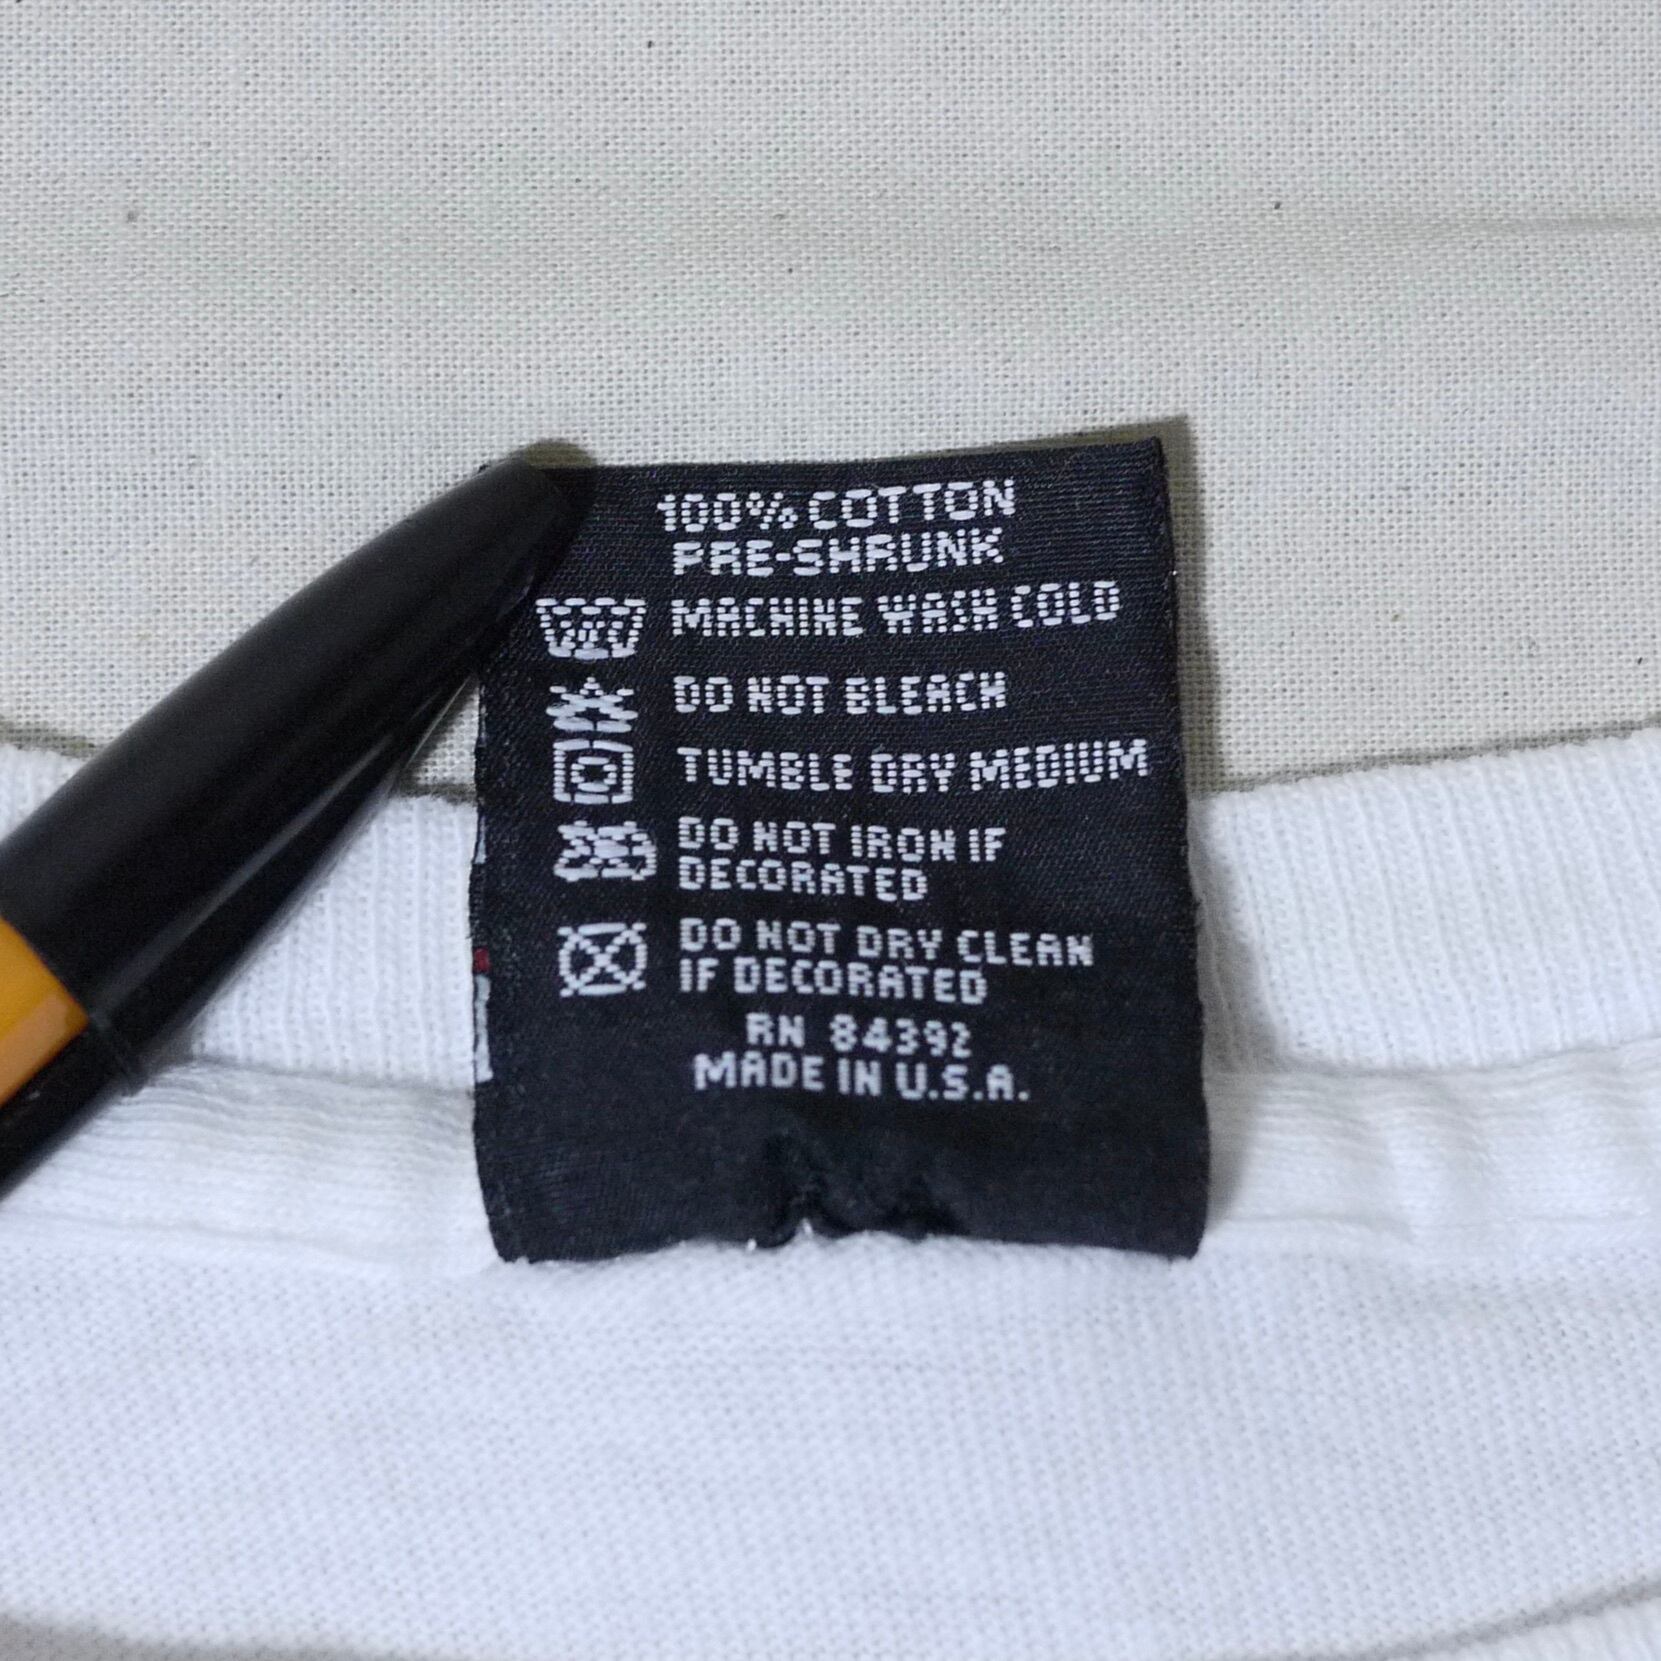 100% COTTON
PRE-SHRUNK
MACHINE WASH COLD
DO NOT BLEACH
TUMBLE DRY MEDIUM
DO NOT IRON IF
DECORATED
DO NOT DRY CLEAN
IF DECORATED
RN 84392
MADE IN U.S.A.